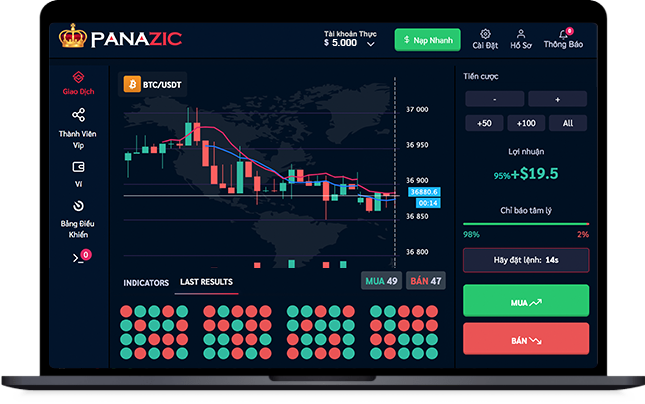 PANAZIC
Tài khoản Thực
$ 5.000
$ Nạp Nhanh
Cài Đặt
Hồ Sơ
8
Thông Báo
Giao Dịch
Thành Viên
Vip
Ví
Bảng Điều
Khiển
0
BTC/USDT
37 000
36 950
36 900
36880.6
00:14
36 850
36 800
INDICATORS
LAST RESULTS
MUA 49
BÁN 47
Tiền cược
-
+
+50
+100
All
Lợi nhuận
95%+$19.5
Chỉ báo tâm lý
98%
2%
Hãy đặt lệnh: 14s
MUA
BÁN